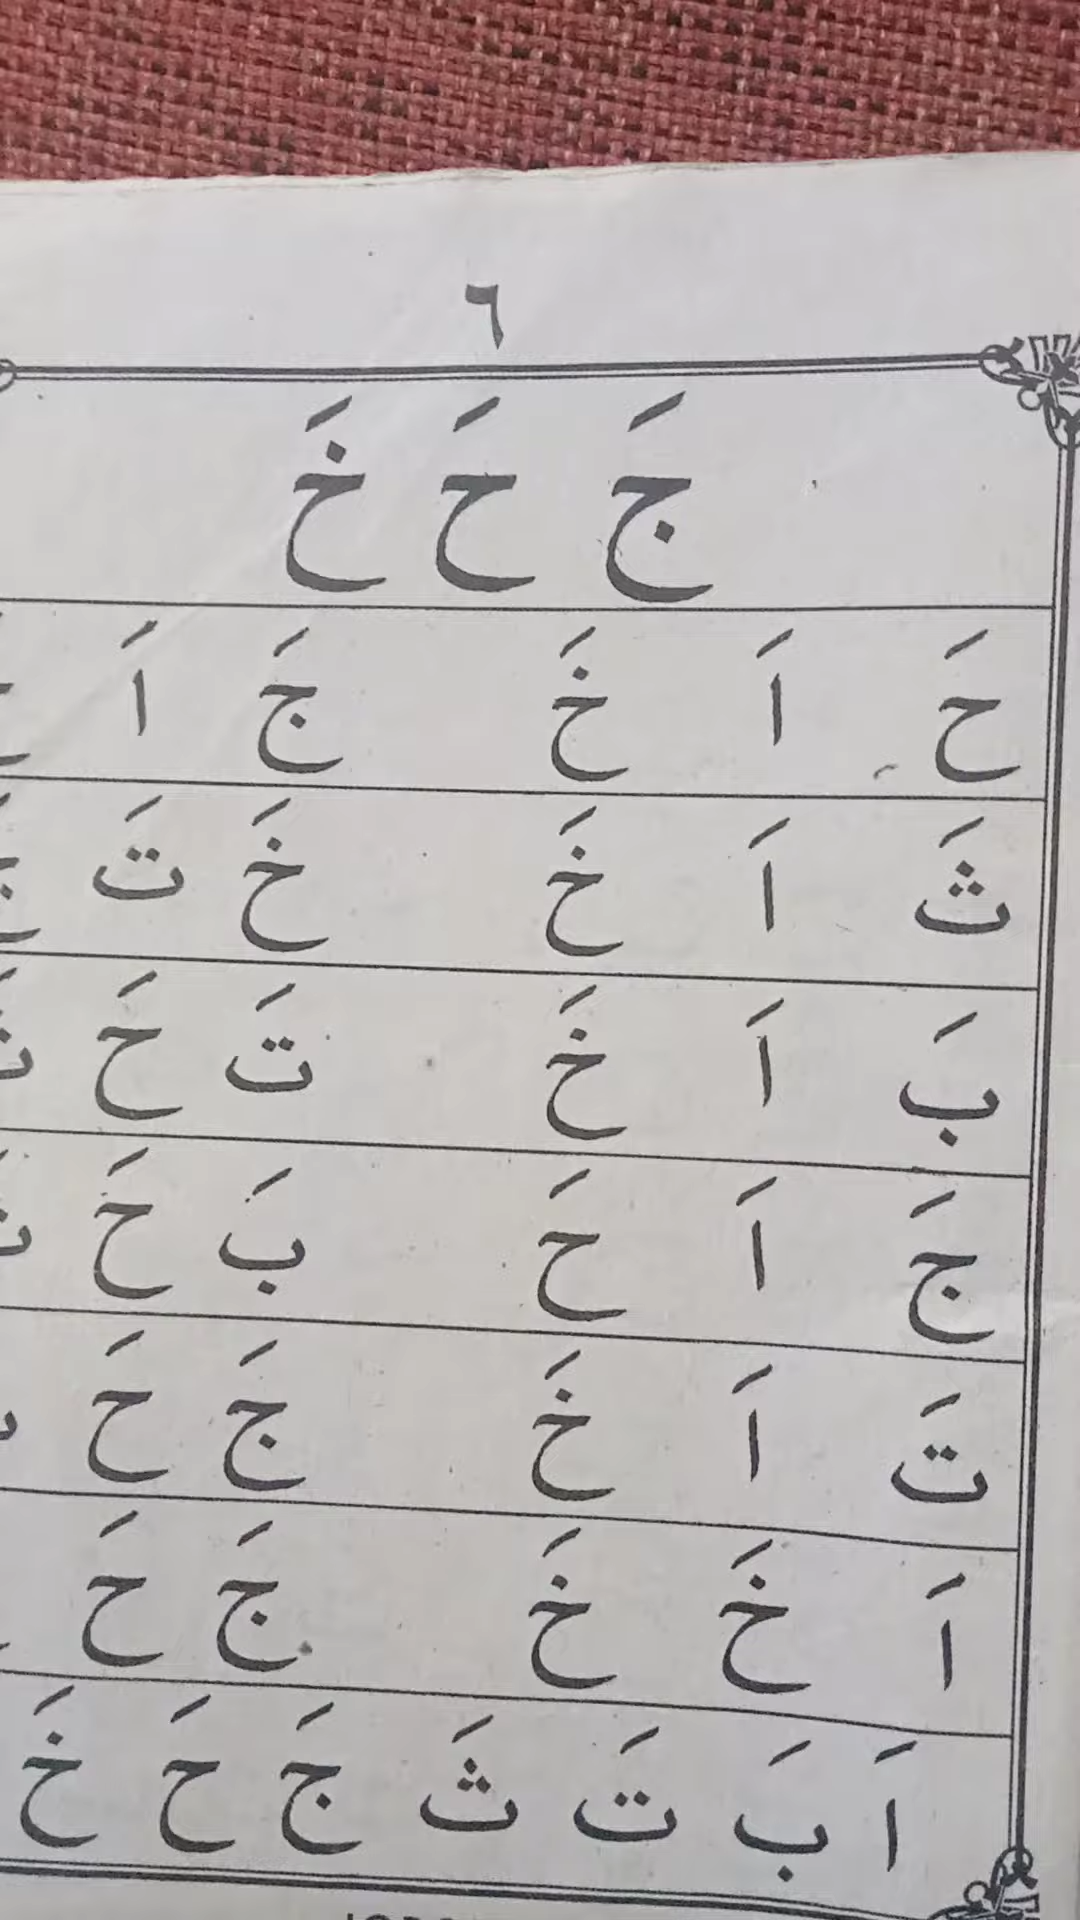 ٦
جَ حَ خَ
حَ اَ خَ جَ اَ
ثَ اَ خَ خَ تَ
بَ اَ خَ تَ حَ
جَ اَ حَ بَ حَ
تَ اَ خَ جَ حَ
اَ خَ خَ جَ حَ
اَ بَ تَ ثَ جَ حَ خَ